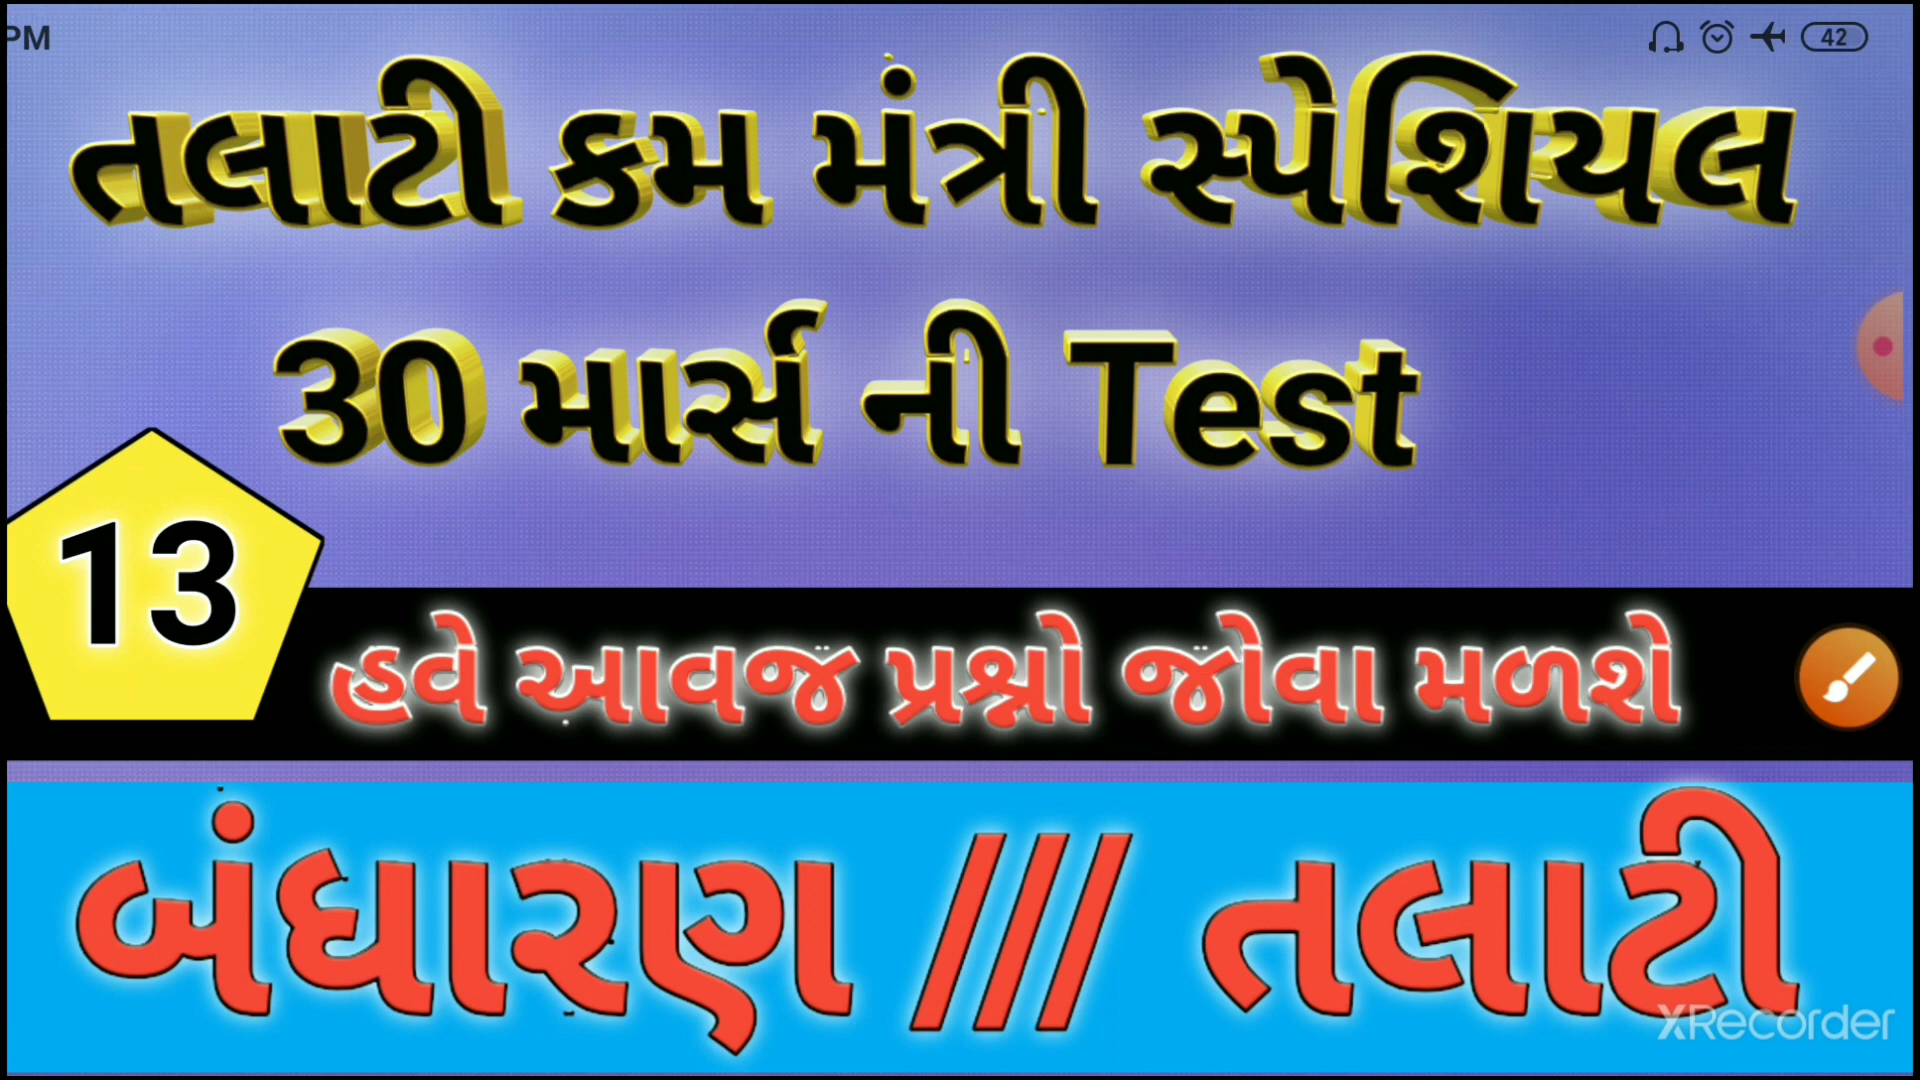 PM
42
તલાટી કમ મંત્રી સ્પેશિયલ
30 માર્સ ની Test
13
હવે આવજ પ્રશ્નો જોવા મળશે
બંધારણ /// તલાટી
XRecorder